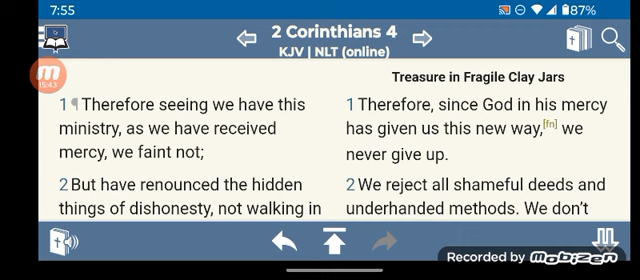 7:55
87%
2 Corinthians 4
KJV | NLT (online)
15:43
1 ¶ Therefore seeing we have this
ministry, as we have received
mercy, we faint not;
2 But have renounced the hidden
things of dishonesty, not walking in
Treasure in Fragile Clay Jars
1 Therefore, since God in his mercy
has given us this new way,[fn] we
never give up.
2 We reject all shameful deeds and
underhanded methods. We don't
Recorded by Mobizen